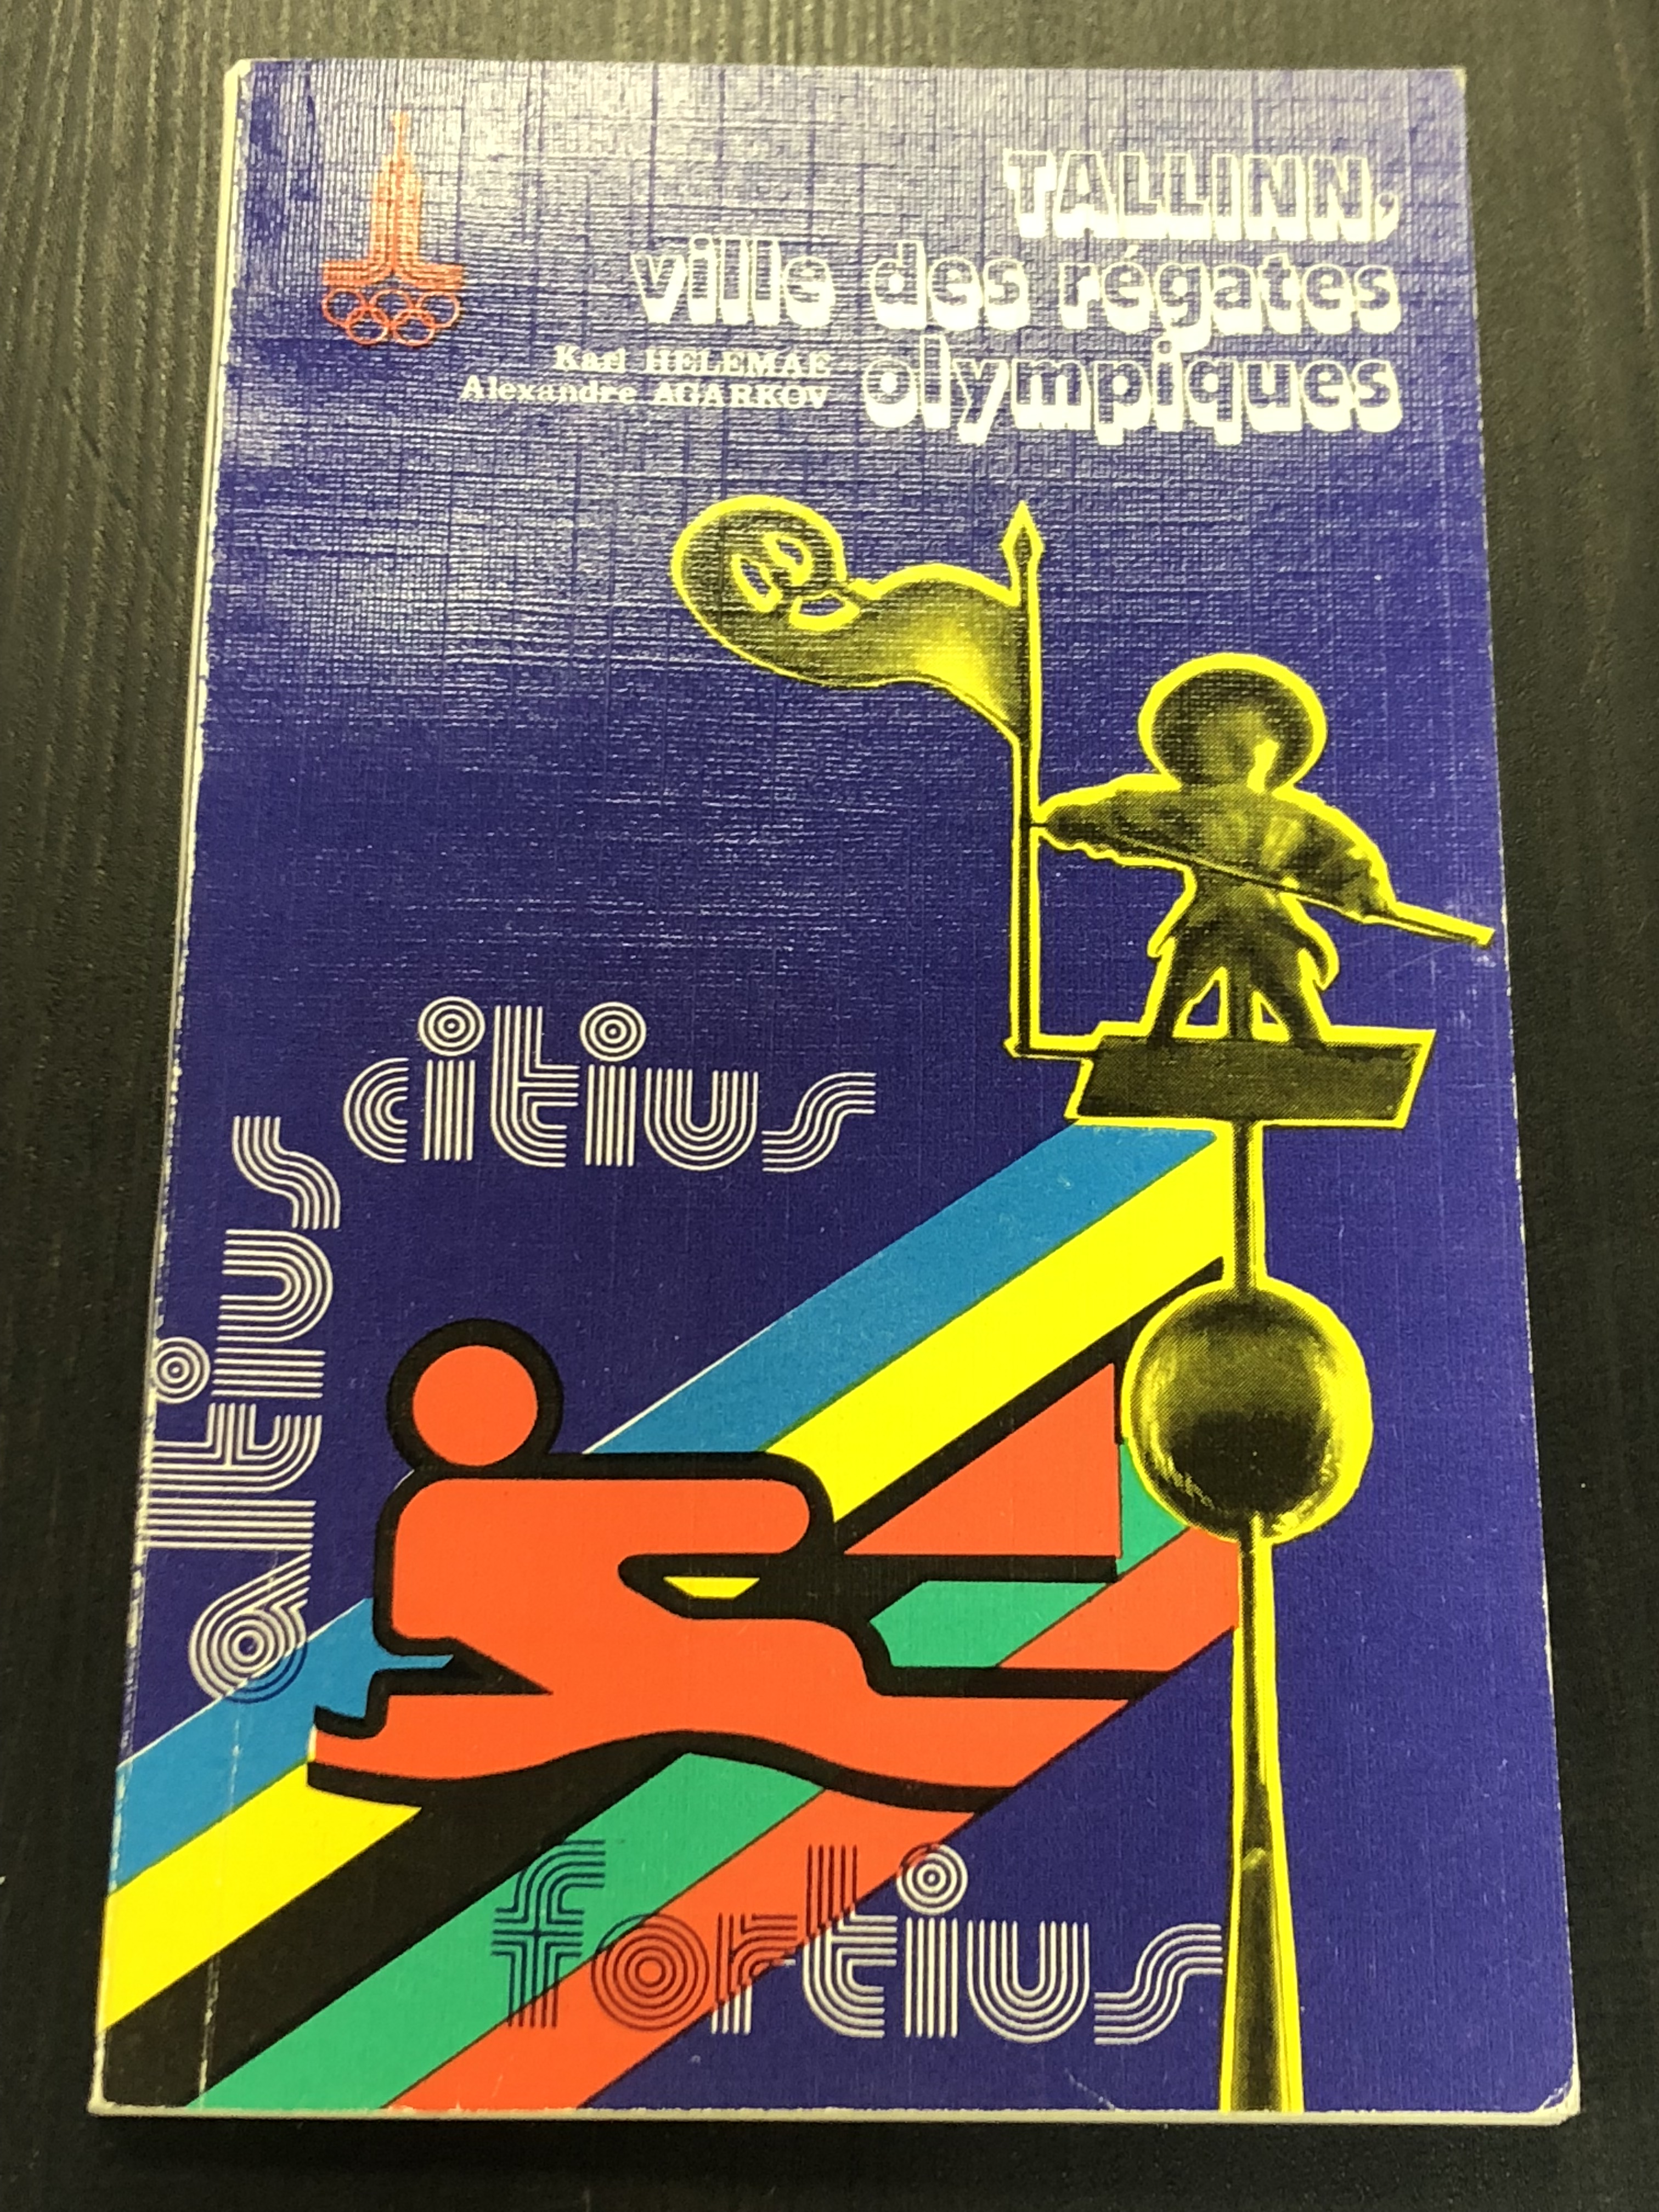 TALLINN,
ville des régates
olympiques
Karl HELEMAE
Alexandre AGARKOV
citius
altius
fortius